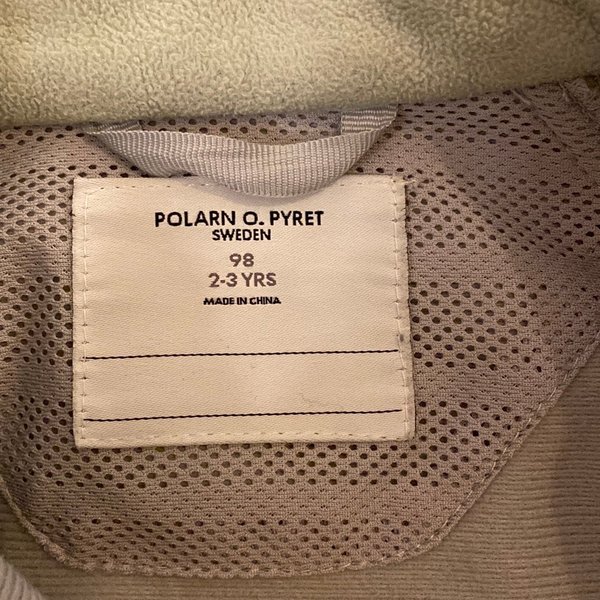 POLARN O. PYRET
SWEDEN
98
2-3 YRS
MADE IN CHINA